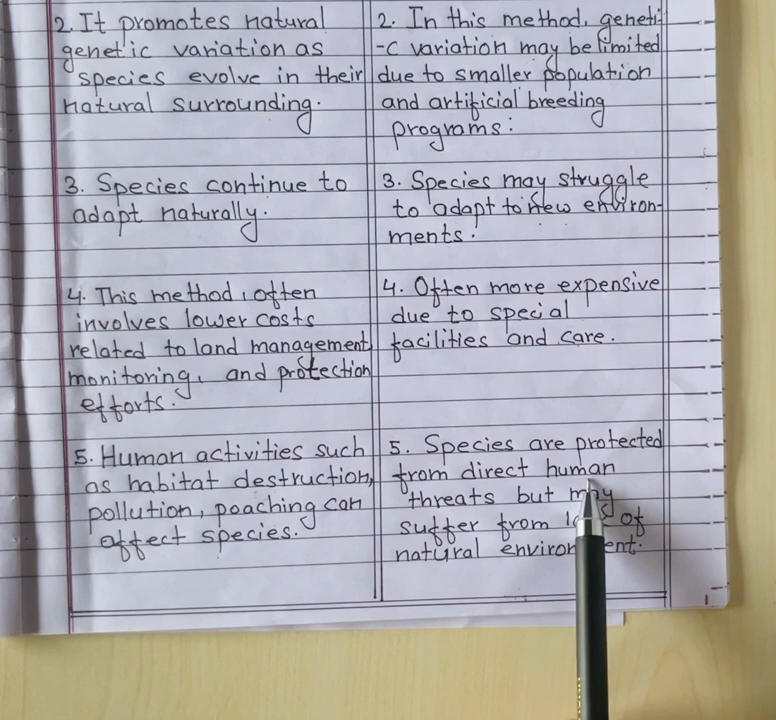 2. It promotes natural
genetic variation as
species evolve in their
natural surrounding.
3. Species continue to
adapt naturally.
4. This method, often
involves lower costs
related to land management,
monitoring, and protection
efforts.
5. Human activities such
as habitat destruction,
pollution, poaching can
affect species.
2. In this method, geneti-
-c variation may be limited
due to smaller population
and artificial breeding
programs.
3. Species may struggle
to adapt to new environ-
ments.
4. Often more expensive
due to special
facilities and care.
5. Species are protected
from direct human
threats but may
suffer from of
natural environment.